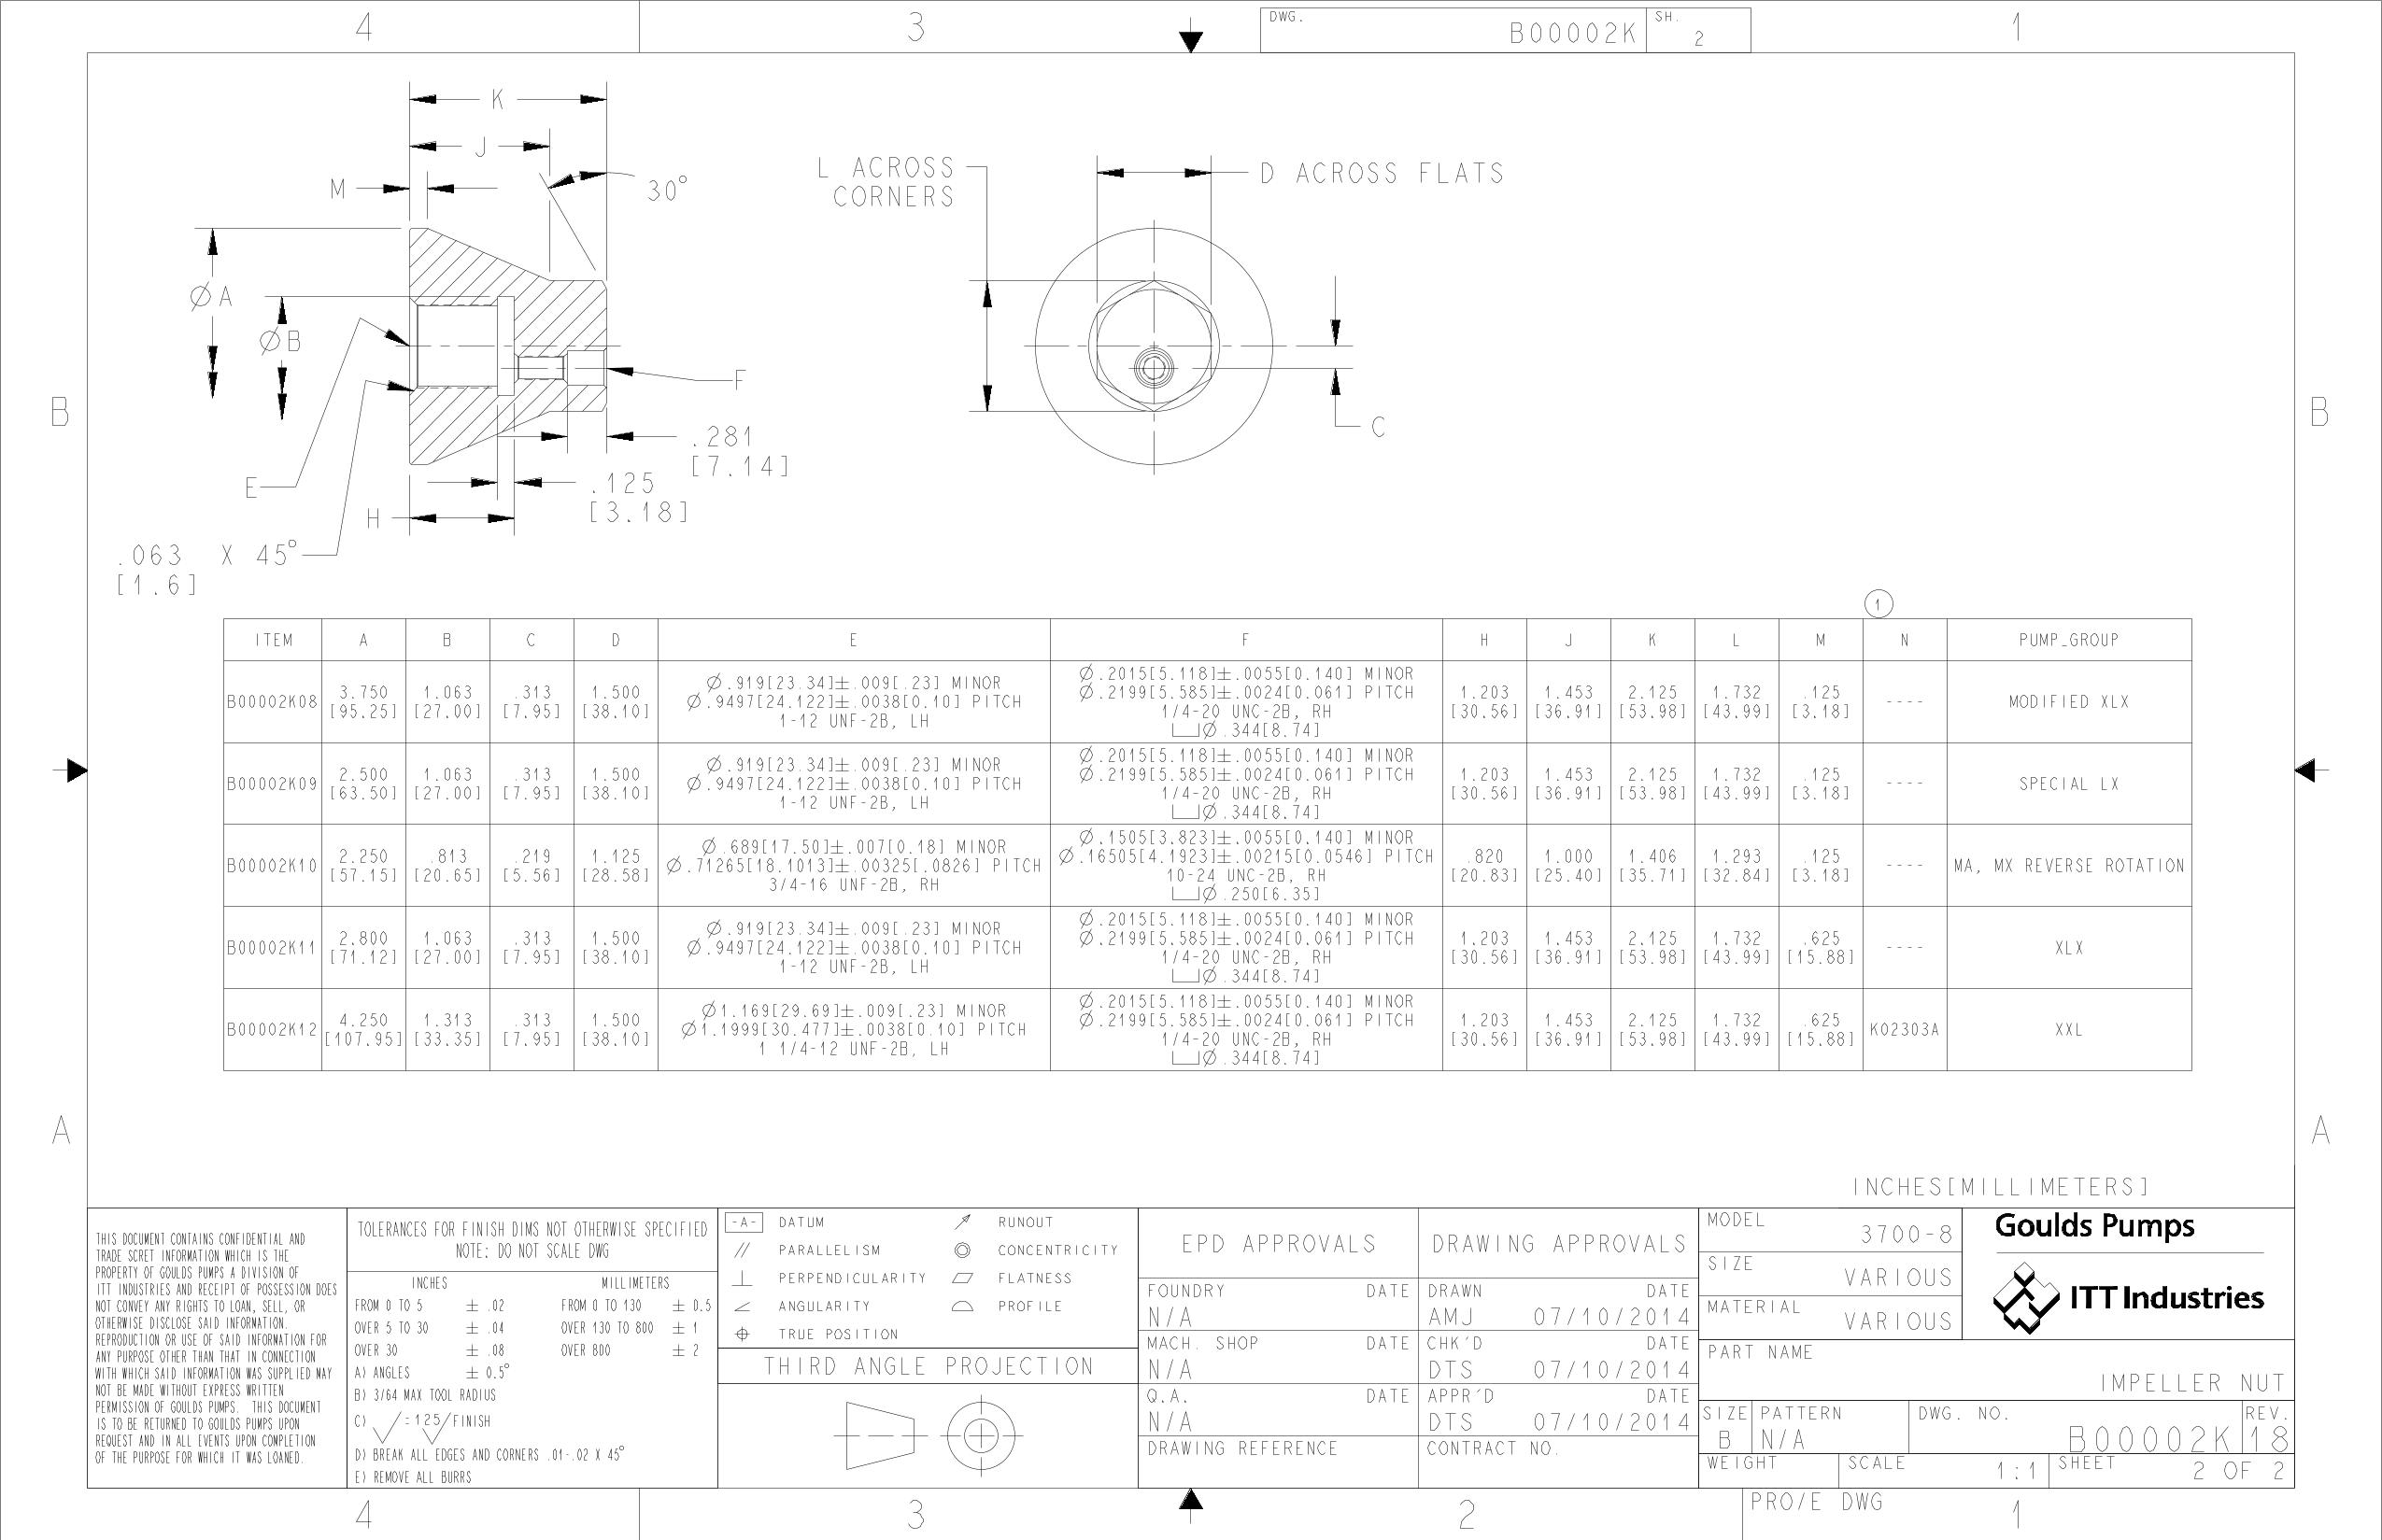 4
3
1
DWG.
B00002K
SH.
2
K
J
M
30°
L ACROSS
CORNERS
D ACROSS FLATS
ØA
ØB
F
C
B
B
E
.281
[7.14]
.125
[3.18]
H
.063 X 45°
[1.6]
1
ITEM A B C D E F H J K L M N PUMP_GROUP
B00002K08
3.750
[95.25]
1.063
[27.00]
.313
[7.95]
1.500
[38.10]
Ø.919[23.34]±.009[.23] MINOR
Ø.9497[24.122]±.0038[0.10] PITCH
1-12 UNF-2B, LH
Ø.2015[5.118]±.0055[0.140] MINOR
Ø.2199[5.585]±.0024[0.061] PITCH
1/4-20 UNC-2B, RH
⌴Ø.344[8.74]
1.203
[30.56]
1.453
[36.91]
2.125
[53.98]
1.732
[43.99]
.125
[3.18]
----
MODIFIED XLX
B00002K09
2.500
[63.50]
1.063
[27.00]
.313
[7.95]
1.500
[38.10]
Ø.919[23.34]±.009[.23] MINOR
Ø.9497[24.122]±.0038[0.10] PITCH
1-12 UNF-2B, LH
Ø.2015[5.118]±.0055[0.140] MINOR
Ø.2199[5.585]±.0024[0.061] PITCH
1/4-20 UNC-2B, RH
⌴Ø.344[8.74]
1.203
[30.56]
1.453
[36.91]
2.125
[53.98]
1.732
[43.99]
.125
[3.18]
----
SPECIAL LX
B00002K10
2.250
[57.15]
.813
[20.65]
.219
[5.56]
1.125
[28.58]
Ø.689[17.50]±.007[0.18] MINOR
Ø.71265[18.1013]±.00325[.0826] PITCH
3/4-16 UNF-2B, RH
Ø.1505[3.823]±.0055[0.140] MINOR
Ø.16505[4.1923]±.00215[0.0546] PITCH
10-24 UNC-2B, RH
⌴Ø.250[6.35]
.820
[20.83]
1.000
[25.40]
1.406
[35.71]
1.293
[32.84]
.125
[3.18]
----
MA, MX REVERSE ROTATION
B00002K11
2.800
[71.12]
1.063
[27.00]
.313
[7.95]
1.500
[38.10]
Ø.919[23.34]±.009[.23] MINOR
Ø.9497[24.122]±.0038[0.10] PITCH
1-12 UNF-2B, LH
Ø.2015[5.118]±.0055[0.140] MINOR
Ø.2199[5.585]±.0024[0.061] PITCH
1/4-20 UNC-2B, RH
⌴Ø.344[8.74]
1.203
[30.56]
1.453
[36.91]
2.125
[53.98]
1.732
[43.99]
.625
[15.88]
----
XLX
B00002K12
4.250
[107.95]
1.313
[33.35]
.313
[7.95]
1.500
[38.10]
Ø1.169[29.69]±.009[.23] MINOR
Ø1.1999[30.477]±.0038[0.10] PITCH
1 1/4-12 UNF-2B, LH
Ø.2015[5.118]±.0055[0.140] MINOR
Ø.2199[5.585]±.0024[0.061] PITCH
1/4-20 UNC-2B, RH
⌴Ø.344[8.74]
1.203
[30.56]
1.453
[36.91]
2.125
[53.98]
1.732
[43.99]
.625
[15.88]
K02303A
XXL
A
A
INCHES[MILLIMETERS]
THIS DOCUMENT CONTAINS CONFIDENTIAL AND
TRADE SCRET INFORMATION WHICH IS THE
PROPERTY OF GOULDS PUMPS A DIVISION OF
ITT INDUSTRIES AND RECEIPT OF POSSESSION DOES
NOT CONVEY ANY RIGHTS TO LOAN, SELL, OR
OTHERWISE DISCLOSE SAID INFORMATION.
REPRODUCTION OR USE OF SAID INFORMATION FOR
ANY PURPOSE OTHER THAN THAT IN CONNECTION
WITH WHICH SAID INFORMATION WAS SUPPLIED MAY
NOT BE MADE WITHOUT EXPRESS WRITTEN
PERMISSION OF GOULDS PUMPS. THIS DOCUMENT
IS TO BE RETURNED TO GOULDS PUMPS UPON
REQUEST AND IN ALL EVENTS UPON COMPLETION
OF THE PURPOSE FOR WHICH IT WAS LOANED.
TOLERANCES FOR FINISH DIMS NOT OTHERWISE SPECIFIED
NOTE: DO NOT SCALE DWG
INCHES MILLIMETERS
FROM 0 TO 5 ± .02 FROM 0 TO 130 ± 0.5
OVER 5 TO 30 ± .04 OVER 130 TO 800 ± 1
OVER 30 ± .08 OVER 800 ± 2
A) ANGLES ± 0.5°
B) 3/64 MAX TOOL RADIUS
C) √ = 125/ FINISH
D) BREAK ALL EDGES AND CORNERS .01-.02 X 45°
E) REMOVE ALL BURRS
-A- DATUM
RUNOUT
PARALLELISM
CONCENTRICITY
PERPENDICULARITY
FLATNESS
ANGULARITY
PROFILE
TRUE POSITION
THIRD ANGLE PROJECTION
EPD APPROVALS
FOUNDRY DATE
N/A
MACH. SHOP DATE
N/A
Q.A. DATE
N/A
DRAWING REFERENCE
DRAWING APPROVALS
DRAWN DATE
AMJ 07/10/2014
CHK'D DATE
DTS 07/10/2014
APPR'D DATE
DTS 07/10/2014
CONTRACT NO.
MODEL
3700-8
SIZE
VARIOUS
MATERIAL
VARIOUS
Goulds Pumps
ITT Industries
PART NAME
IMPELLER NUT
SIZE
B
PATTERN
N/A
DWG. NO.
B00002K
REV.
18
WEIGHT
SCALE
1:1
SHEET
2 OF 2
4
3
2
PRO/E DWG
1